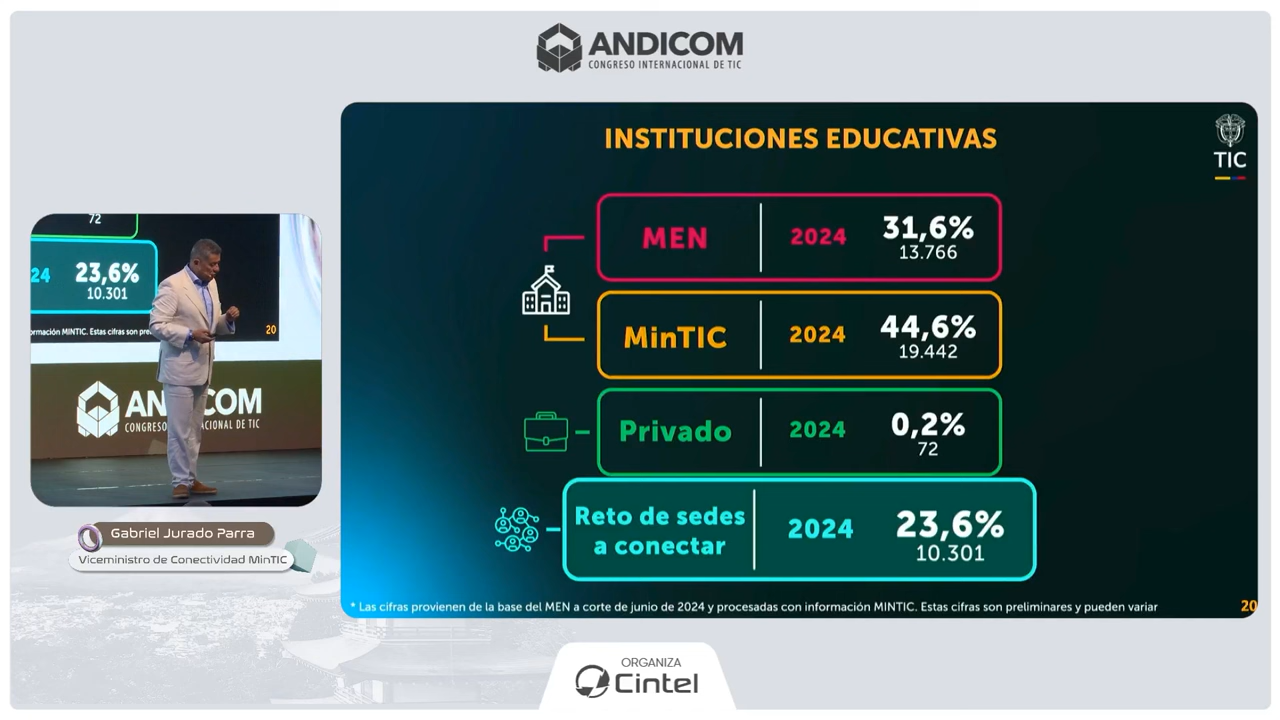 ANDICOM
CONGRESO INTERNACIONAL DE TIC
INSTITUCIONES EDUCATIVAS
TIC
MEN
2024
31,6%
13.766
MinTIC
2024
44,6%
19.442
Privado
2024
0,2%
72
Reto de sedes
a conectar
2024
23,6%
10.301
* Las cifras provienen de la base del MEN a corte de junio de 2024 y procesadas con información MINTIC. Estas cifras son preliminares y pueden variar
20
72
24
23,6%
10.301
rmación MINTIC. Estas cifras son pre
20
AN COM
CONGRESO NACIONAL DE TIC
Gabriel Jurado Parra
Viceministro de Conectividad MinTIC
ORGANIZA
Cintel